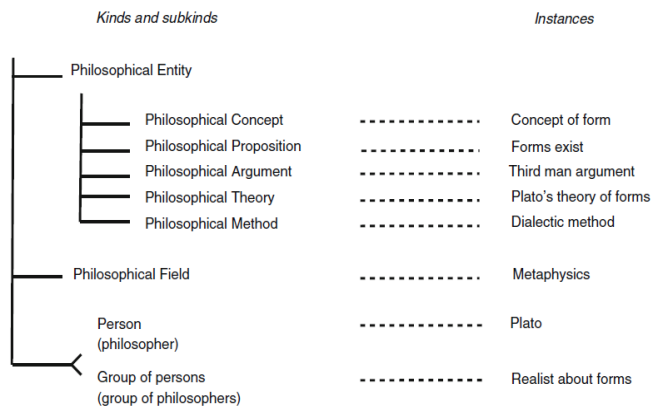 Kinds and subkinds Instances
Philosophical Entity
Philosophical Concept Concept of form
Philosophical Proposition Forms exist
Philosophical Argument Third man argument
Philosophical Theory Plato's theory of forms
Philosophical Method Dialectic method
Philosophical Field Metaphysics
Person Plato
(philosopher)
Group of persons Realist about forms
(group of philosophers)